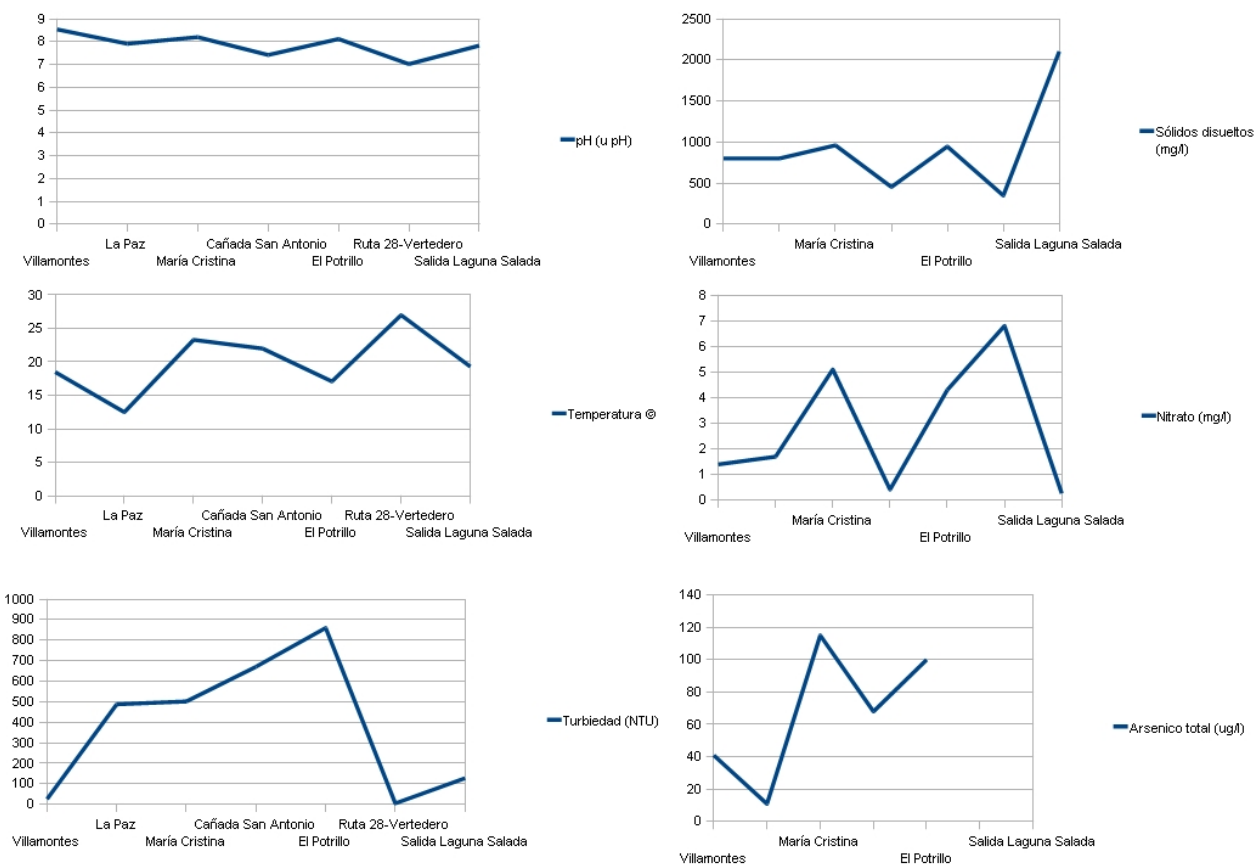 9
8
7
6
5
4
3
2
1
0
La Paz
Cañada San Antonio
Ruta 28-Vertedero
Villamontes
María Cristina
El Potrillo
Salida Laguna Salada
pH (u pH)
2500
2000
1500
1000
500
0
María Cristina
Salida Laguna Salada
Villamontes
El Potrillo
Sólidos disueltos
(mg/l)
30
25
20
15
10
5
0
La Paz
Cañada San Antonio
Ruta 28-Vertedero
Villamontes
María Cristina
El Potrillo
Salida Laguna Salada
Temperatura ©
8
7
6
5
4
3
2
1
0
María Cristina
Salida Laguna Salada
Villamontes
El Potrillo
Nitrato (mg/l)
1000
900
800
700
600
500
400
300
200
100
0
La Paz
Cañada San Antonio
Ruta 28-Vertedero
Villamontes
María Cristina
El Potrillo
Salida Laguna Salada
Turbiedad (NTU)
140
120
100
80
60
40
20
0
María Cristina
Salida Laguna Salada
Villamontes
El Potrillo
Arsenico total (ug/l)